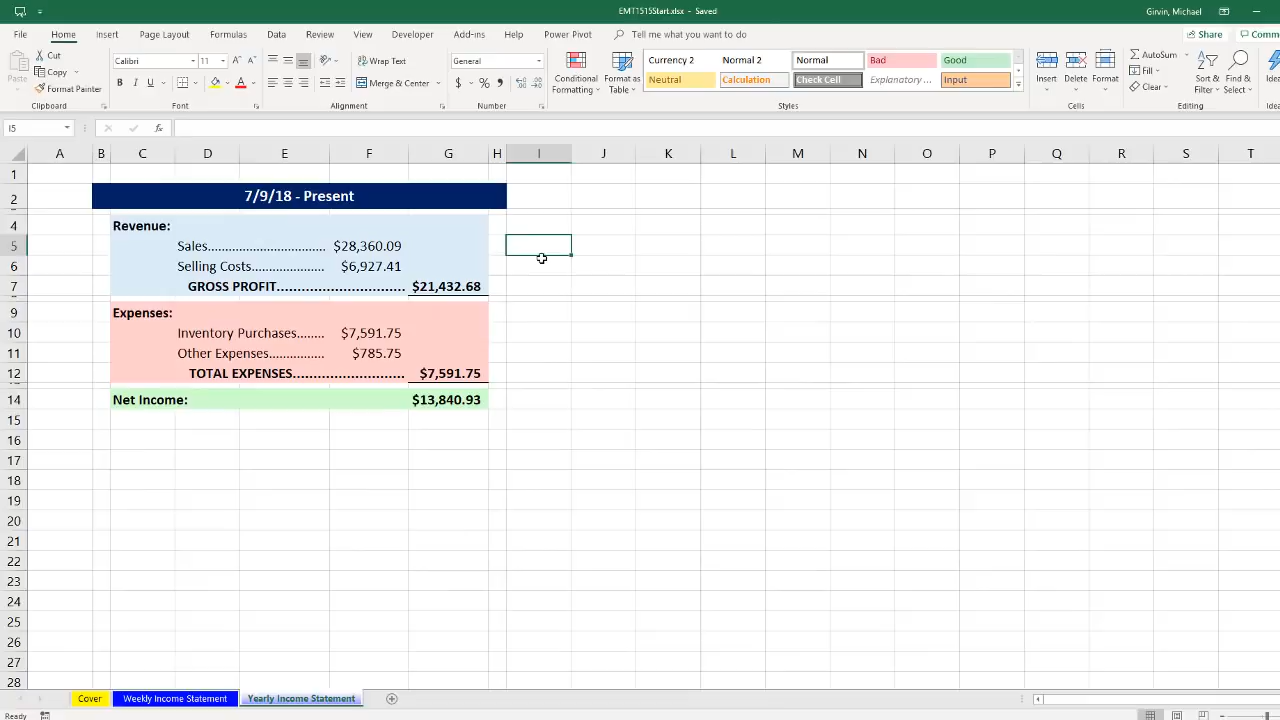 EMT1515Start.xlsx - Saved
Girvin, Michael
File Home Insert Page Layout Formulas Data Review View Developer Add-ins Help Power Pivot Tell me what you want to do Share Comm
Cut
Copy
Format Painter
Paste
Clipboard
Calibri 11
B I U
Font
Wrap Text
Merge & Center
Alignment
General
$ % ,
Number
Conditional Formatting
Format as Table
Currency 2 Normal 2 Normal Bad Good
Neutral Calculation Check Cell Explanatory ... Input
Styles
Insert Delete Format
Cells
AutoSum
Fill
Clear
Sort & Filter
Find & Select
Editing
Idea
I5 fx
A B C D E F G H I J K L M N O P Q R S T
1
2 7/9/18 - Present
4 Revenue:
5 Sales................................ $28,360.09
6 Selling Costs..................... $6,927.41
7 GROSS PROFIT............................... $21,432.68
9 Expenses:
10 Inventory Purchases........ $7,591.75
11 Other Expenses................ $785.75
12 TOTAL EXPENSES........................... $7,591.75
14 Net Income: $13,840.93
15
16
17
18
19
20
21
22
23
24
25
26
27
28
Cover Weekly Income Statement Yearly Income Statement
Ready